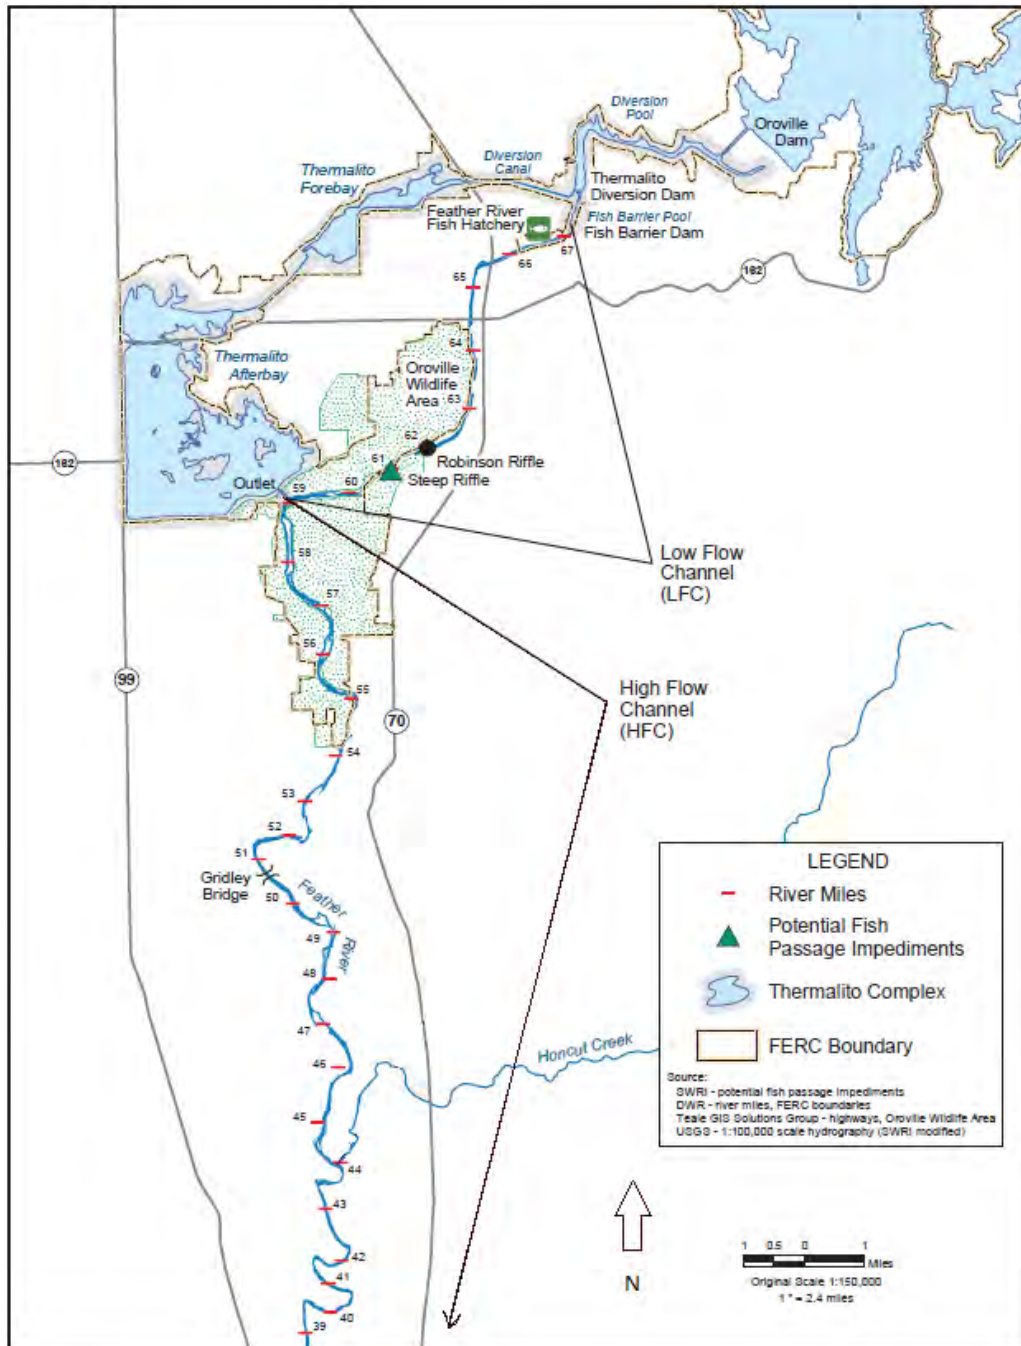 Diversion
Pool
Oroville
Dam
Diversion
Canal
Thermalito
Forebay
Thermalito
Diversion Dam
Feather River
Fish Hatchery
Fish Barrier Pool
Fish Barrier Dam
67
66
65
162
64
Thermalito
Afterbay
Oroville
Wildlife
Area
63
62
Robinson Riffle
61
Steep Riffle
162
Outlet
60
59
Low Flow
Channel
(LFC)
58
57
56
55
99
High Flow
Channel
(HFC)
70
54
53
52
51
Gridley
Bridge
50
Feather
River
49
48
47
46
Honcut Creek
45
44
43
42
41
40
39
LEGEND
River Miles
Potential Fish
Passage Impediments
Thermalito Complex
FERC Boundary
Source:
SWRI - potential fish passage impediments
DWR - river miles, FERC boundaries
Teale GIS Solutions Group - highways, Oroville Wildlife Area
USGS - 1:100,000 scale hydrography (SWRI modified)
N
1 0.5 0 1
Miles
Original Scale 1:150,000
1 " = 2.4 miles